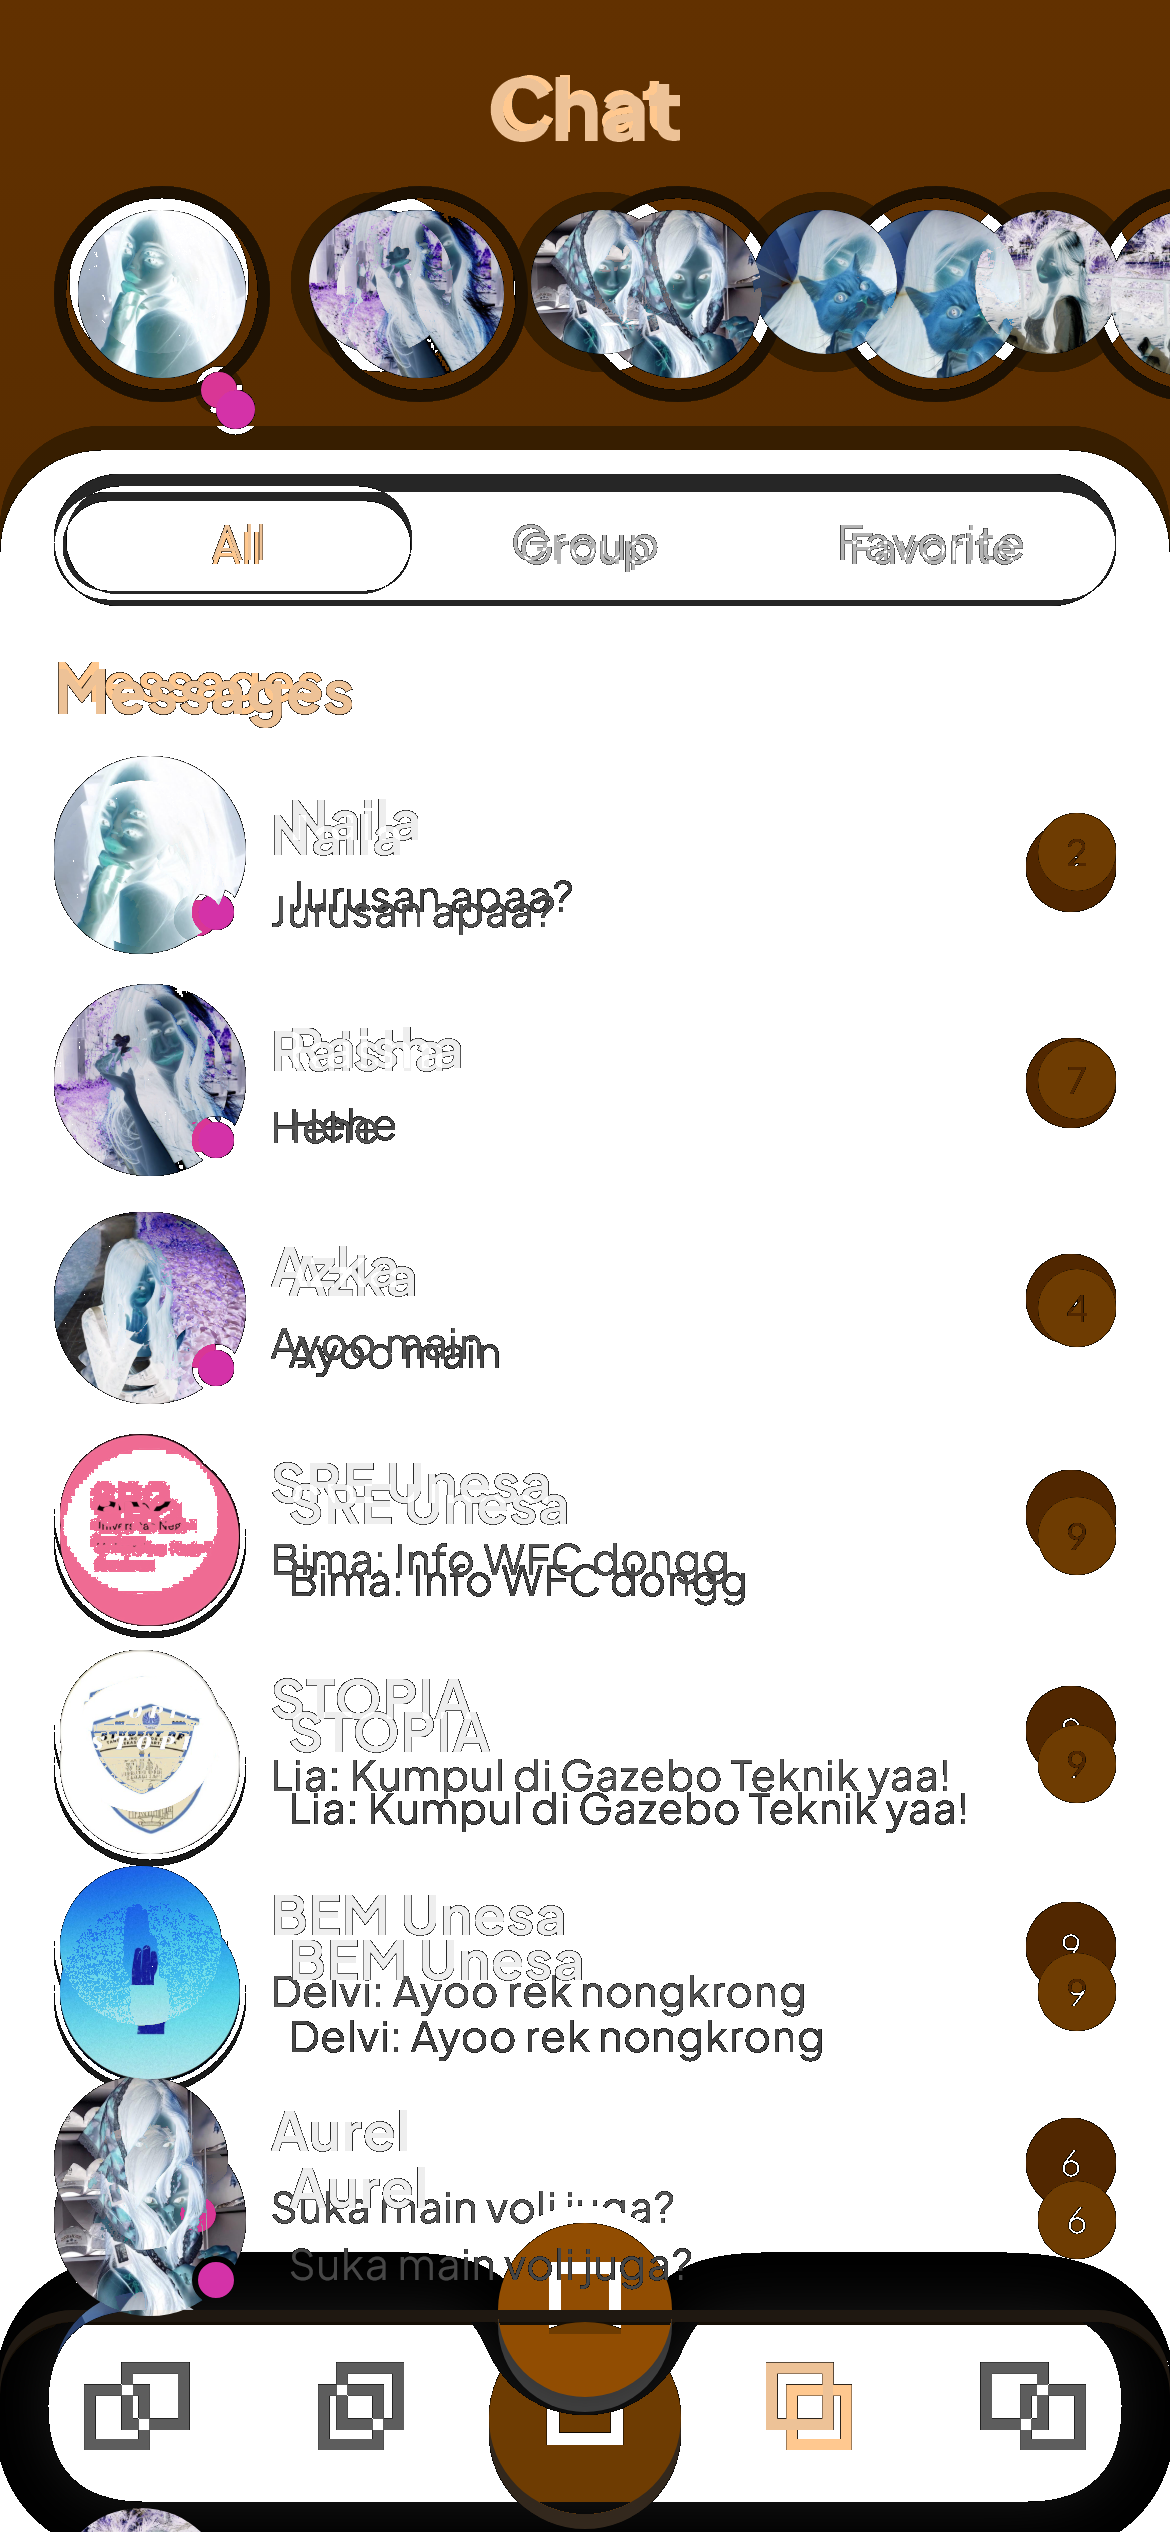 Chat
All Group Favorite
Messages
Naila
Jurusan apaa?
2
Raisha
Hehe
7
Azka
Ayoo main
4
SRE Unesa
Bima: Info WFC dongg
9
STOPIA
Lia: Kumpul di Gazebo Teknik yaa!
9
BEM Unesa
Delvi: Ayoo rek nongkrong
9
Aurel
Suka main voli juga?
6